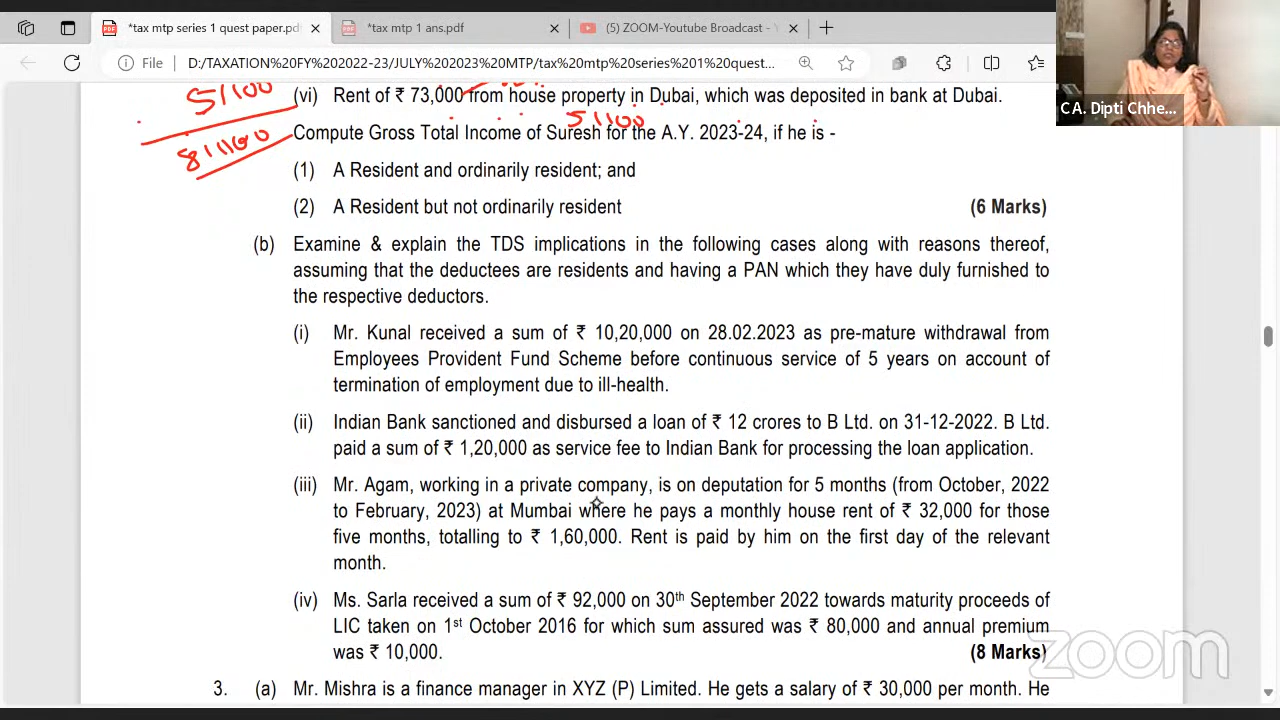 *tax mtp series 1 quest paper.pdf
*tax mtp 1 ans.pdf
(5) ZOOM-Youtube Broadcast - Y
File
D:/TAXATION%20FY%202022-23/JULY%202023%20MTP/tax%20mtp%20series%201%20quest...
CA. Dipti Chhe...
51100
(vi) Rent of ₹ 73,000 from house property in Dubai, which was deposited in bank at Dubai.
51100
811100
Compute Gross Total Income of Suresh for the A.Y. 2023-24, if he is -
(1) A Resident and ordinarily resident; and
(2) A Resident but not ordinarily resident (6 Marks)
(b) Examine & explain the TDS implications in the following cases along with reasons thereof,
assuming that the deductees are residents and having a PAN which they have duly furnished to
the respective deductors.
(i) Mr. Kunal received a sum of ₹ 10,20,000 on 28.02.2023 as pre-mature withdrawal from
Employees Provident Fund Scheme before continuous service of 5 years on account of
termination of employment due to ill-health.
(ii) Indian Bank sanctioned and disbursed a loan of ₹ 12 crores to B Ltd. on 31-12-2022. B Ltd.
paid a sum of ₹ 1,20,000 as service fee to Indian Bank for processing the loan application.
(iii) Mr. Agam, working in a private company, is on deputation for 5 months (from October, 2022
to February, 2023) at Mumbai where he pays a monthly house rent of ₹ 32,000 for those
five months, totalling to ₹ 1,60,000. Rent is paid by him on the first day of the relevant
month.
(iv) Ms. Sarla received a sum of ₹ 92,000 on 30th September 2022 towards maturity proceeds of
LIC taken on 1st October 2016 for which sum assured was ₹ 80,000 and annual premium
was ₹ 10,000. (8 Marks)
zoom
3. (a) Mr. Mishra is a finance manager in XYZ (P) Limited. He gets a salary of ₹ 30,000 per month. He